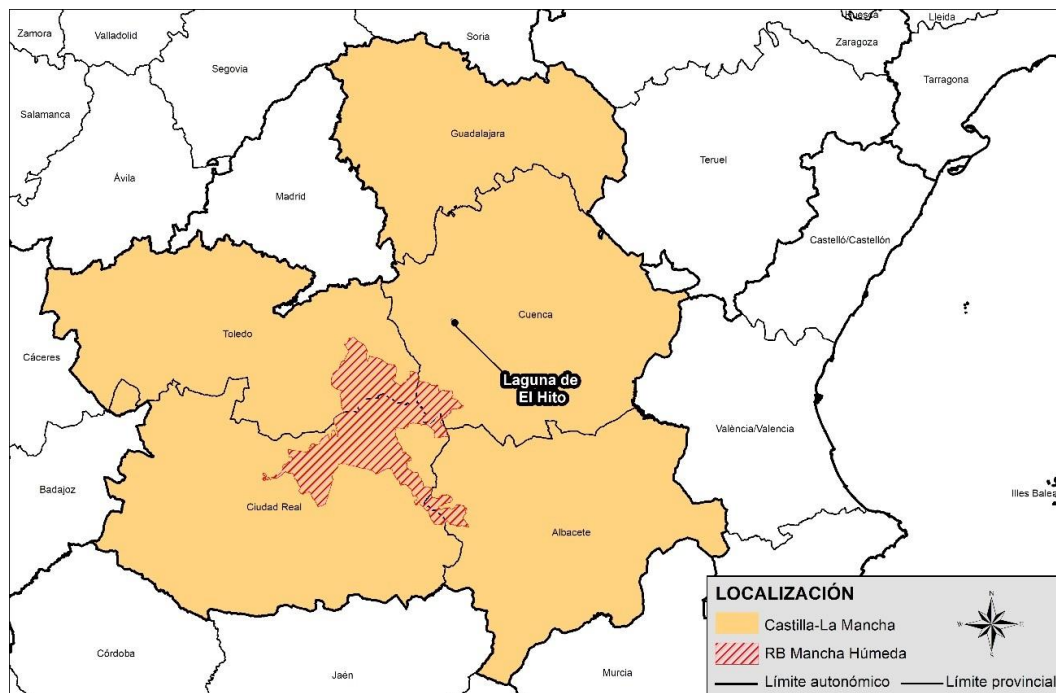 Zamora
Valladolid
Soria
Huesca
Lleida
Zaragoza
Segovia
Tarragona
Salamanca
Guadalajara
Teruel
Ávila
Madrid
Castelló/Castellón
Cuenca
Toledo
Cáceres
Laguna de
El Hito
València/Valencia
Badajoz
Illes Balea
Ciudad Real
Albacete
LOCALIZACIÓN
N
W
E
S
Castilla-La Mancha
RB Mancha Húmeda
Límite autonómico
Límite provincial
Córdoba
Jaén
Murcia